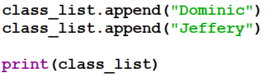 class_list.append("Dominic")
class_list.append("Jeffery")
print(class_list)